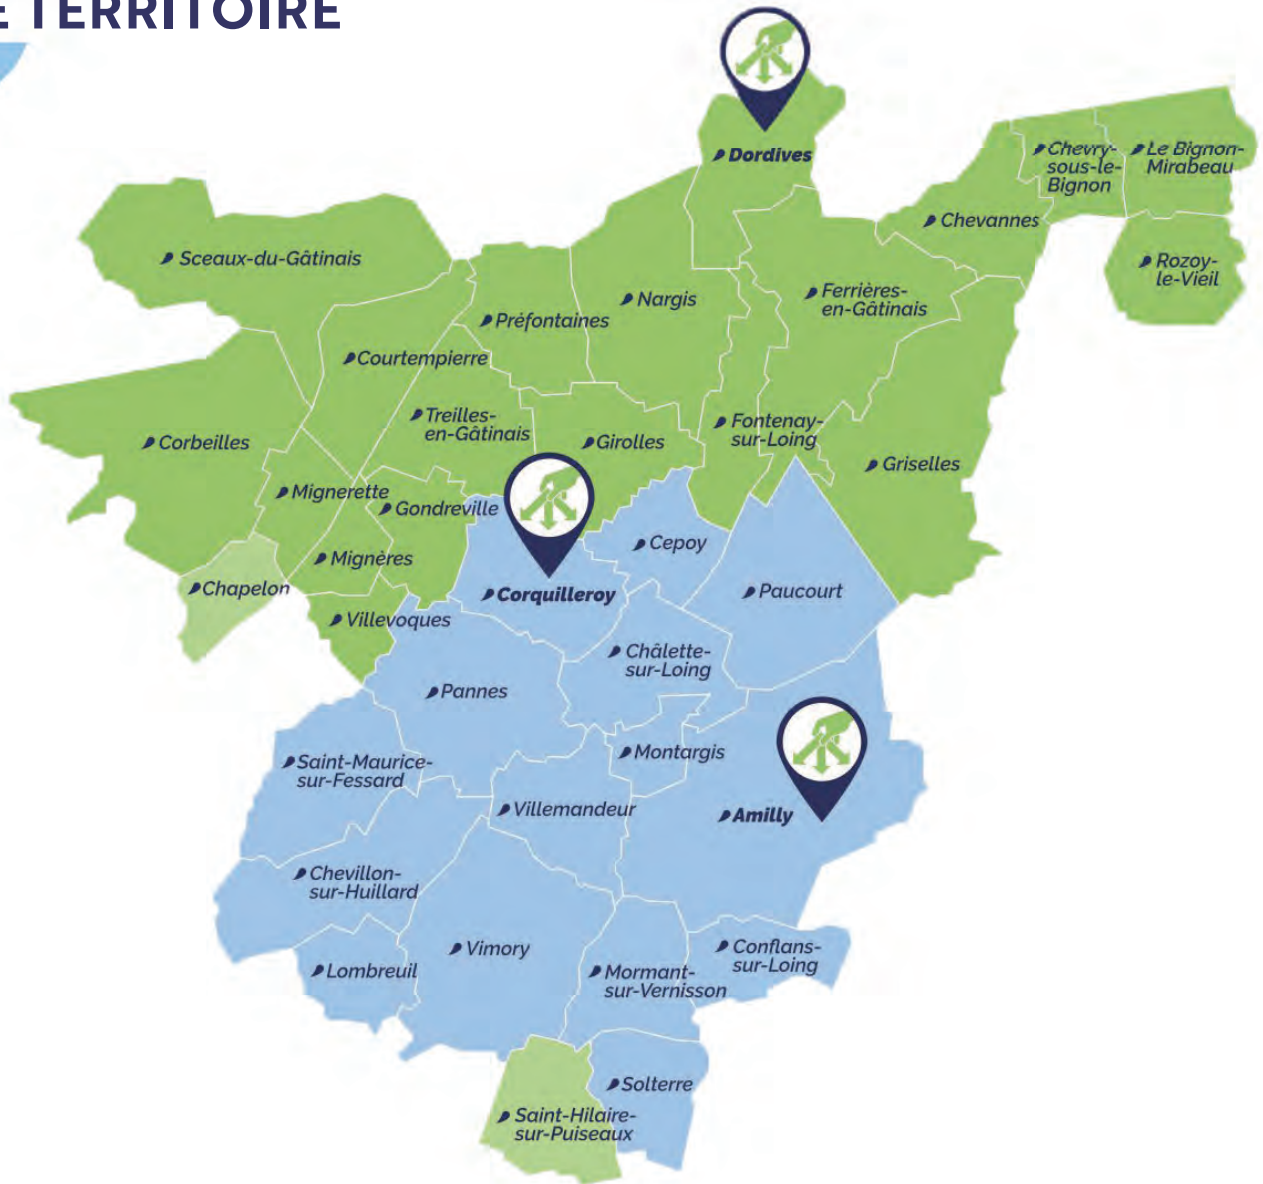 E TERRITOIRE
Dordives
Chevry-
sous-le-
Bignon
Le Bignon-
Mirabeau
Chevannes
Sceaux-du-Gâtinais
Rozoy-
le-Vieil
Nargis
Ferrières-
en-Gâtinais
Préfontaines
Courtempierre
Treilles-
en-Gâtinais
Fontenay-
sur-Loing
Corbeilles
Girolles
Griselles
Mignerette
Gondreville
Cepoy
Mignères
Chapelon
Corquilleroy
Paucourt
Villevoques
Châlette-
sur-Loing
Pannes
Montargis
Saint-Maurice-
sur-Fessard
Villemandeur
Amilly
Chevillon-
sur-Huillard
Vimory
Conflans-
sur-Loing
Lombreuil
Mormant-
sur-Vernisson
Solterre
Saint-Hilaire-
sur-Puiseaux